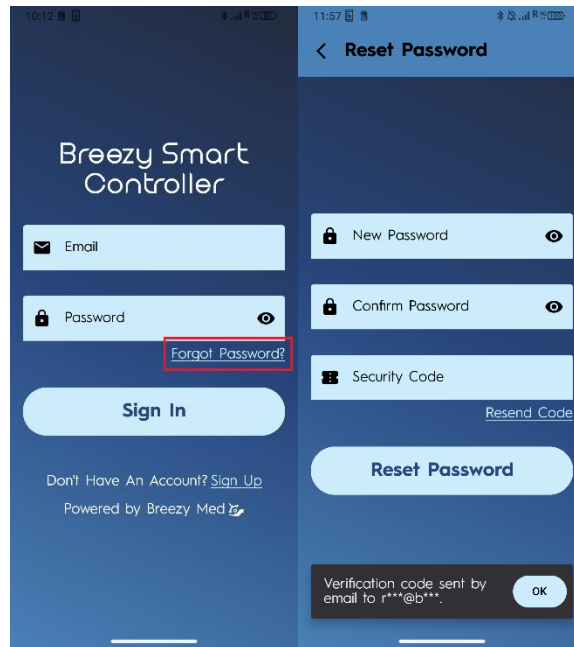 10:12
Breezy Smart
Controller
Email
Password
Forgot Password?
Sign In
Don't Have An Account? Sign Up
Powered by Breezy Med
11:57
Reset Password
New Password
Confirm Password
Security Code
Resend Code
Reset Password
Verification code sent by
email to r***@b***.
OK